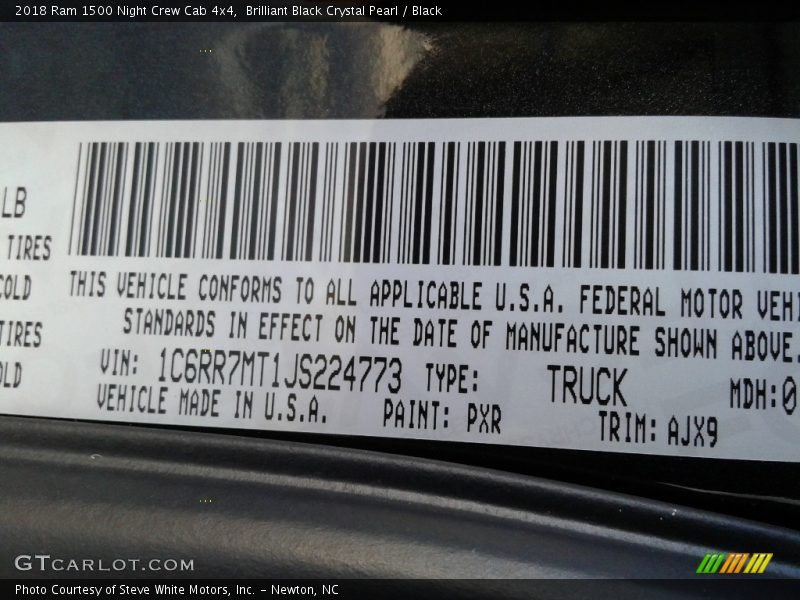 2018 Ram 1500 Night Crew Cab 4x4,  Brilliant Black Crystal Pearl / Black
LB
TIRES
COLD
TIRES
OLD
THIS VEHICLE CONFORMS TO ALL APPLICABLE U.S.A. FEDERAL MOTOR VEHI
STANDARDS IN EFFECT ON THE DATE OF MANUFACTURE SHOWN ABOVE.
VIN: 1C6RR7MT1JS224773 TYPE: TRUCK MDH:0
VEHICLE MADE IN U.S.A. PAINT: PXR TRIM: AJX9
GTCARLOT.COM
Photo Courtesy of Steve White Motors, Inc. – Newton, NC